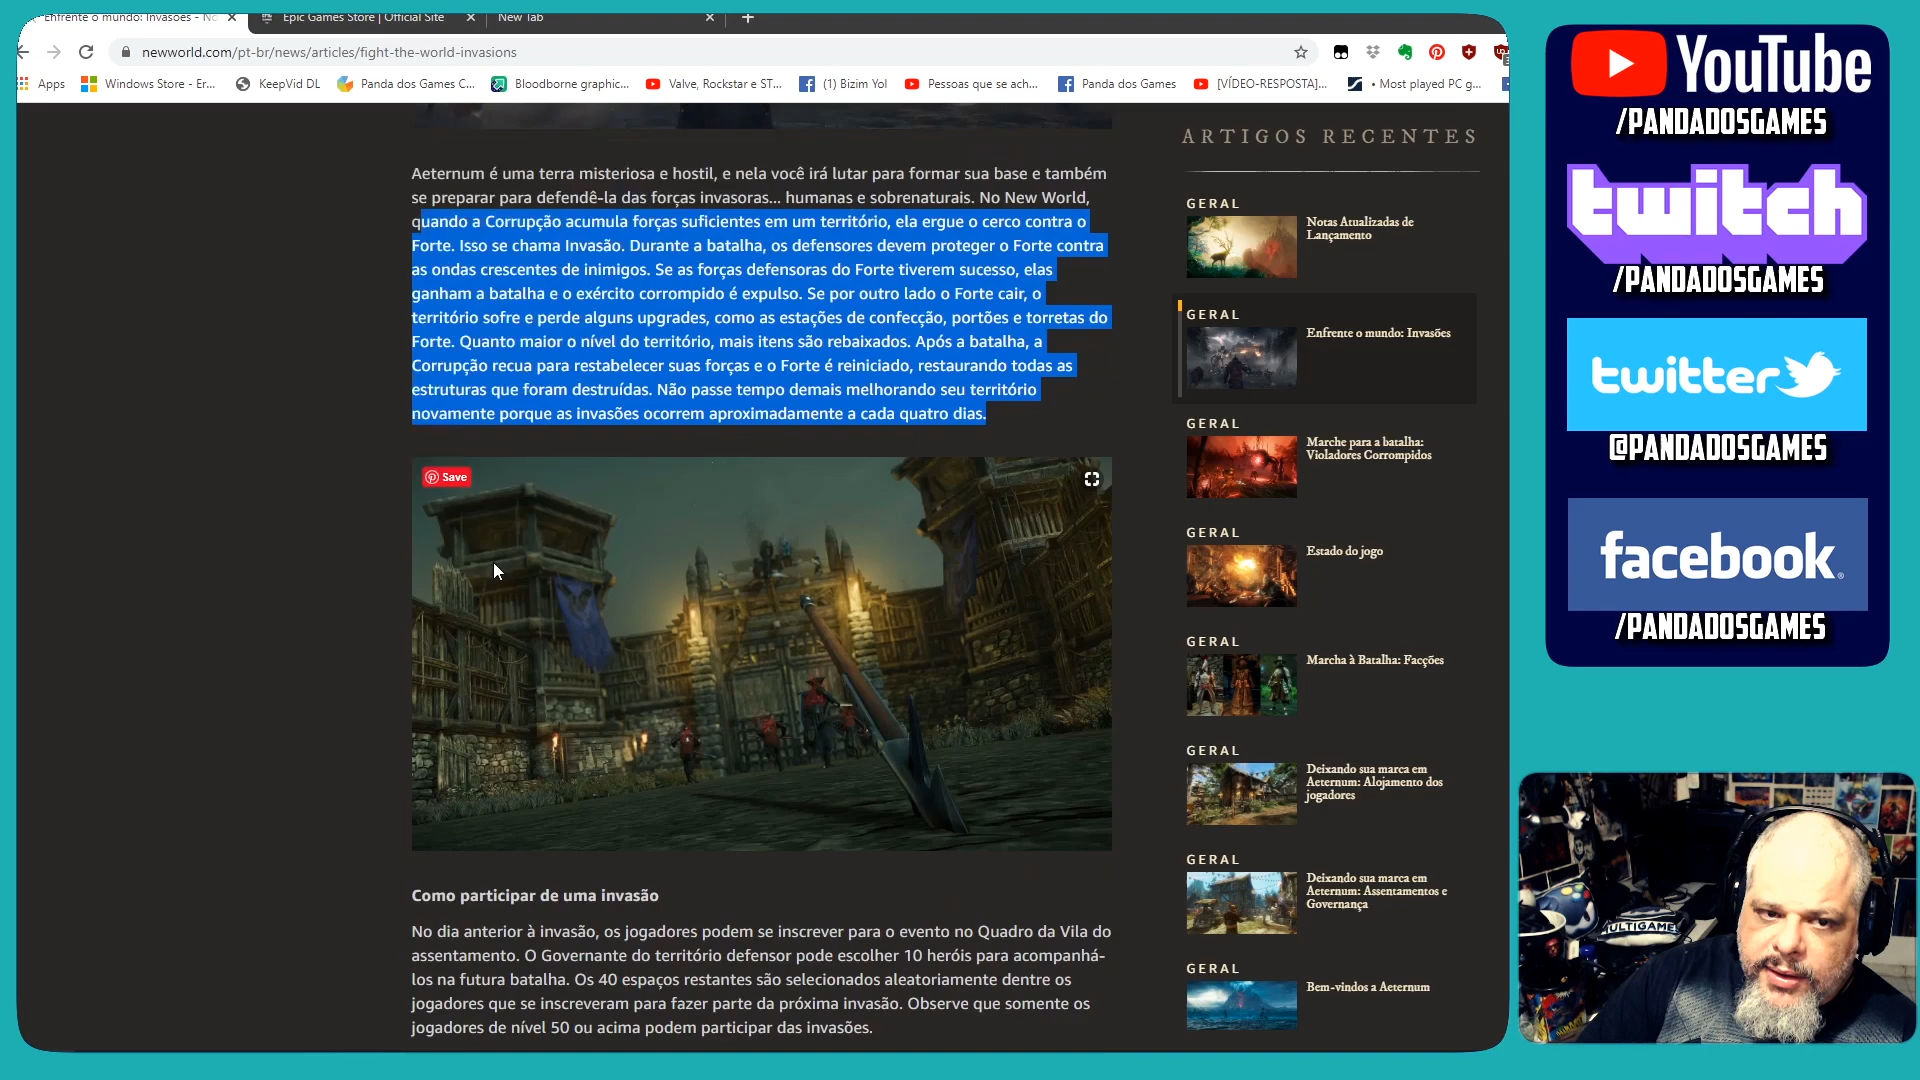 Enfrente o mundo: Invasões - No
Epic Games Store | Official Site
New Tab
newworld.com/pt-br/news/articles/fight-the-world-invasions
Apps
Windows Store - Er...
KeepVid DL
Panda dos Games C...
Bloodborne graphic...
Valve, Rockstar e ST...
(1) Bizim Yol
Pessoas que se ach...
Panda dos Games
[VÍDEO-RESPOSTA]...
• Most played PC g...
Aeternum é uma terra misteriosa e hostil, e nela você irá lutar para formar sua base e também
se preparar para defendê-la das forças invasoras... humanas e sobrenaturais. No New World,
quando a Corrupção acumula forças suficientes em um território, ela ergue o cerco contra o
Forte. Isso se chama Invasão. Durante a batalha, os defensores devem proteger o Forte contra
as ondas crescentes de inimigos. Se as forças defensoras do Forte tiverem sucesso, elas
ganham a batalha e o exército corrompido é expulso. Se por outro lado o Forte cair, o
território sofre e perde alguns upgrades, como as estações de confecção, portões e torretas do
Forte. Quanto maior o nível do território, mais itens são rebaixados. Após a batalha, a
Corrupção recua para restabelecer suas forças e o Forte é reiniciado, restaurando todas as
estruturas que foram destruídas. Não passe tempo demais melhorando seu território
novamente porque as invasões ocorrem aproximadamente a cada quatro dias.
Save
Como participar de uma invasão
No dia anterior à invasão, os jogadores podem se inscrever para o evento no Quadro da Vila do
assentamento. O Governante do território defensor pode escolher 10 heróis para acompanhá-
los na futura batalha. Os 40 espaços restantes são selecionados aleatoriamente dentre os
jogadores que se inscreveram para fazer parte da próxima invasão. Observe que somente os
jogadores de nível 50 ou acima podem participar das invasões.
ARTIGOS RECENTES
GERAL
Notas Atualizadas de
Lançamento
GERAL
Enfrente o mundo: Invasões
GERAL
Marche para a batalha:
Violadores Corrompidos
GERAL
Estado do jogo
GERAL
Marcha à Batalha: Facções
GERAL
Deixando sua marca em
Aeternum: Alojamento dos
jogadores
GERAL
Deixando sua marca em
Aeternum: Assentamentos e
Governança
GERAL
Bem-vindos a Aeternum
YouTube
/PANDADOSGAMES
twitch
/PANDADOSGAMES
twitter
@PANDADOSGAMES
facebook
/PANDADOSGAMES
MULTIGAME